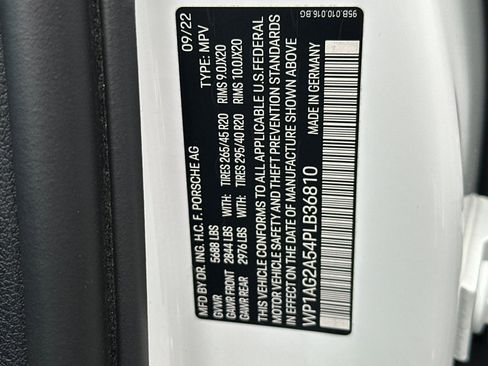 95B.010.016.BG
MFD BY DR. ING. H.C. F. PORSCHE AG 09/22
GVWR 5688 LBS TYPE: MPV
GAWR FRONT 2844 LBS WITH: TIRES 265/45 R20 RIMS 9.0JX20
GAWR REAR 2976 LBS WITH: TIRES 295/40 R20 RIMS 10.0JX20
THIS VEHICLE CONFORMS TO ALL APPLICABLE U.S.FEDERAL
MOTOR VEHICLE SAFETY AND THEFT PREVENTION STANDARDS
IN EFFECT ON THE DATE OF MANUFACTURE SHOWN ABOVE
WP1AG2A54PLB36810 MADE IN GERMANY